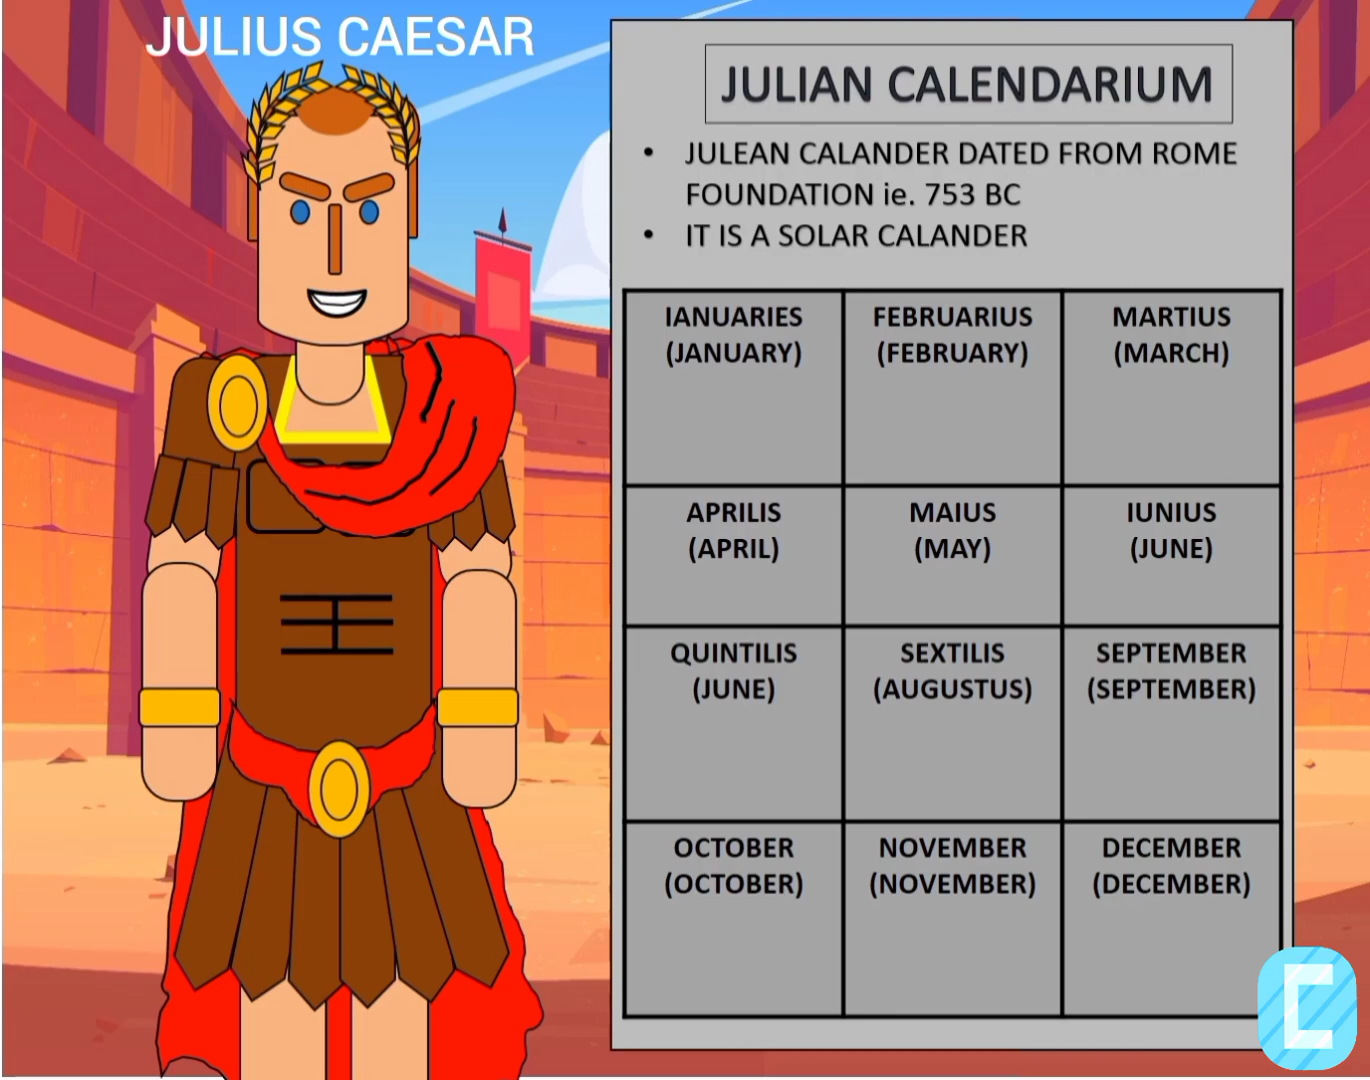 JULIUS CAESAR
JULIAN CALENDARIUM
• JULEAN CALANDER DATED FROM ROME
FOUNDATION ie. 753 BC
• IT IS A SOLAR CALANDER
IANUARIES
(JANUARY)
FEBRUARIUS
(FEBRUARY)
MARTIUS
(MARCH)
APRILIS
(APRIL)
MAIUS
(MAY)
IUNIUS
(JUNE)
QUINTILIS
(JUNE)
SEXTILIS
(AUGUSTUS)
SEPTEMBER
(SEPTEMBER)
OCTOBER
(OCTOBER)
NOVEMBER
(NOVEMBER)
DECEMBER
(DECEMBER)
C